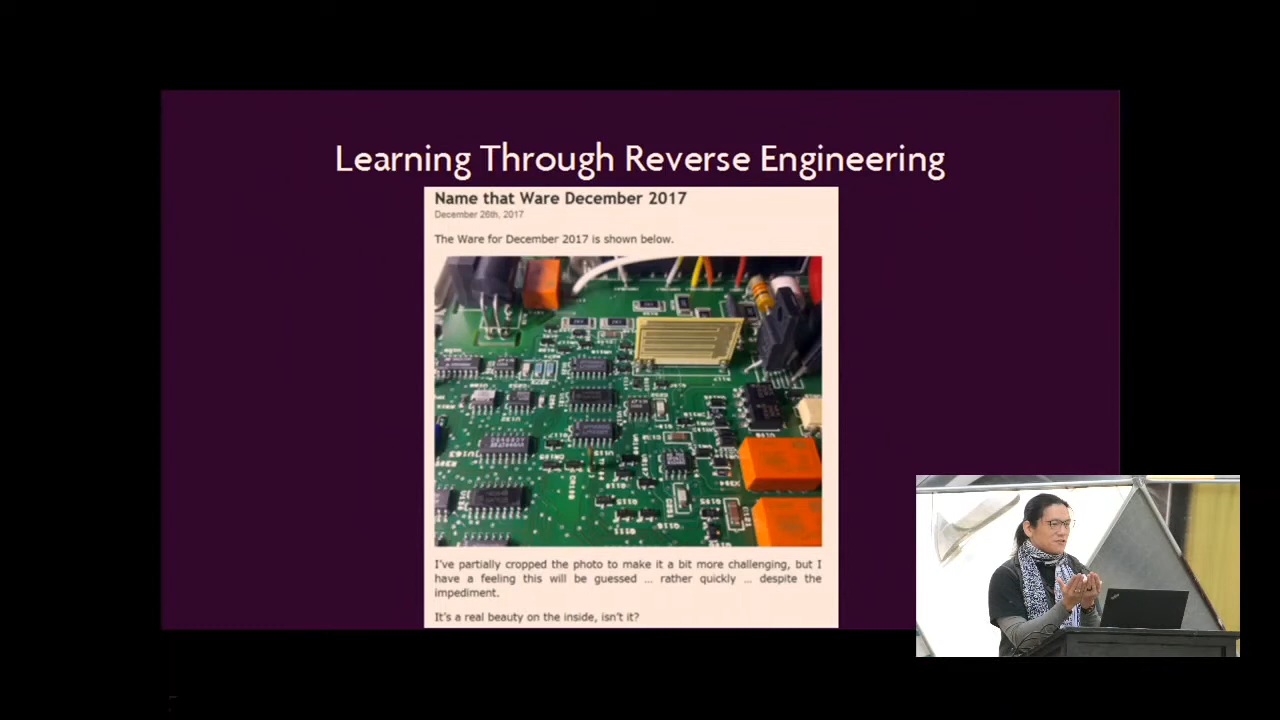 Learning Through Reverse Engineering
Name that Ware December 2017
December 26th, 2017
The Ware for December 2017 is shown below.
I've partially cropped the photo to make it a bit more challenging, but I
have a feeling this will be guessed ... rather quickly ... despite the
impediment.
It's a real beauty on the inside, isn't it?